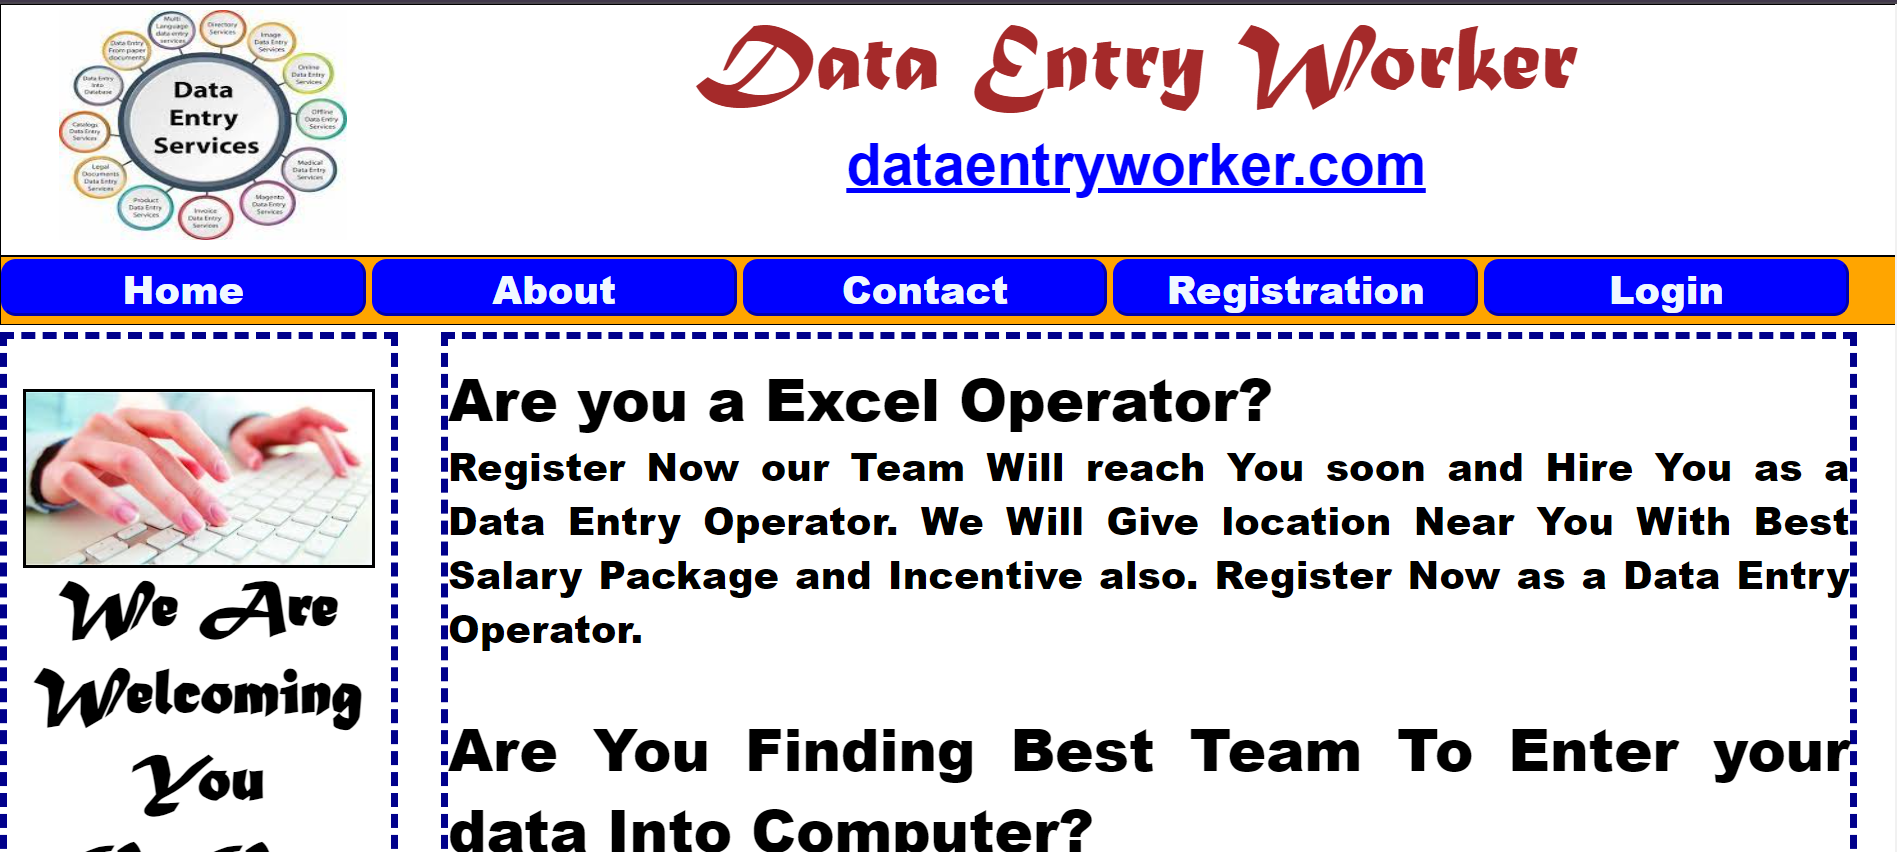 Multi
Language
data entry
services
Directory
Services
Image
Data Entry
Services
Data Entry
From paper
documents
Online
Data Entry
Services
Data Entry
Into
Database
Offline
Data Entry
Services
Catalogs
Data Entry
Services
Medical
Data Entry
Services
Legal
Documents
Data Entry
Services
Magento
Data Entry
Services
Product
Data Entry
Services
Invoice
Data Entry
Services
Data
Entry
Services
Data Entry Worker
dataentryworker.com
Home
About
Contact
Registration
Login
We Are
Welcoming
You
Are you a Excel Operator?
Register Now our Team Will reach You soon and Hire You as a
Data Entry Operator. We Will Give location Near You With Best
Salary Package and Incentive also. Register Now as a Data Entry
Operator.
Are You Finding Best Team To Enter your
data Into Computer?